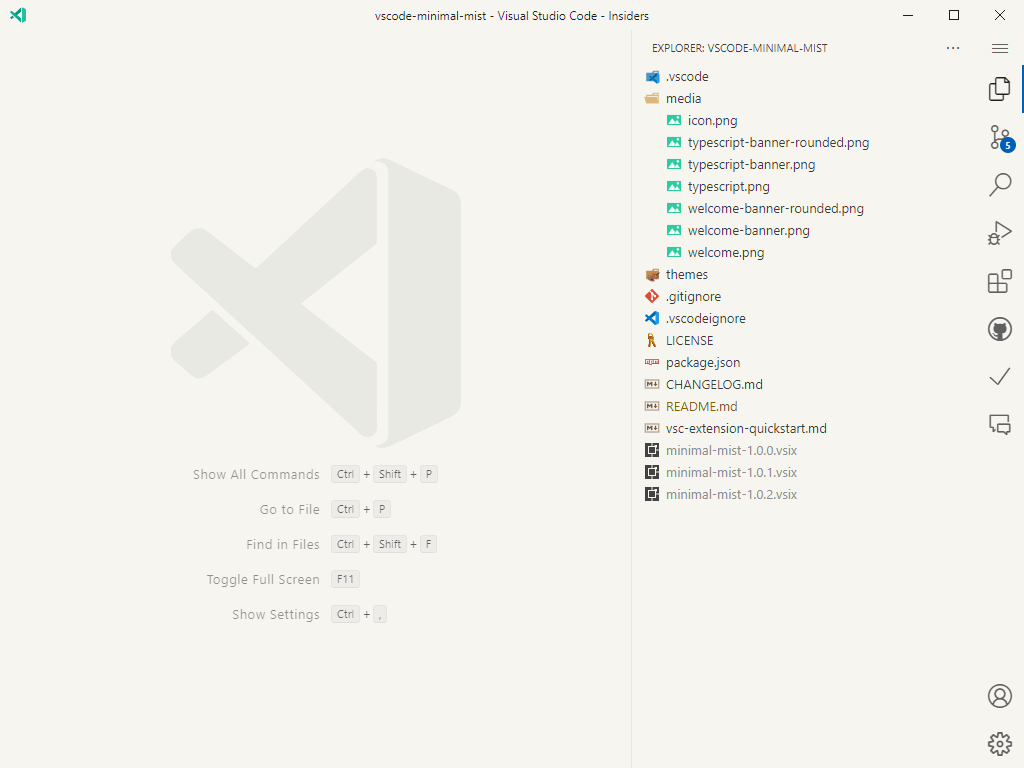 vscode-minimal-mist - Visual Studio Code - Insiders
EXPLORER: VSCODE-MINIMAL-MIST
.vscode
media
icon.png
typescript-banner-rounded.png
typescript-banner.png
typescript.png
welcome-banner-rounded.png
welcome-banner.png
welcome.png
themes
.gitignore
.vscodeignore
LICENSE
package.json
CHANGELOG.md
README.md
vsc-extension-quickstart.md
minimal-mist-1.0.0.vsix
minimal-mist-1.0.1.vsix
minimal-mist-1.0.2.vsix
5
Show All Commands Ctrl + Shift + P
Go to File Ctrl + P
Find in Files Ctrl + Shift + F
Toggle Full Screen F11
Show Settings Ctrl + ,